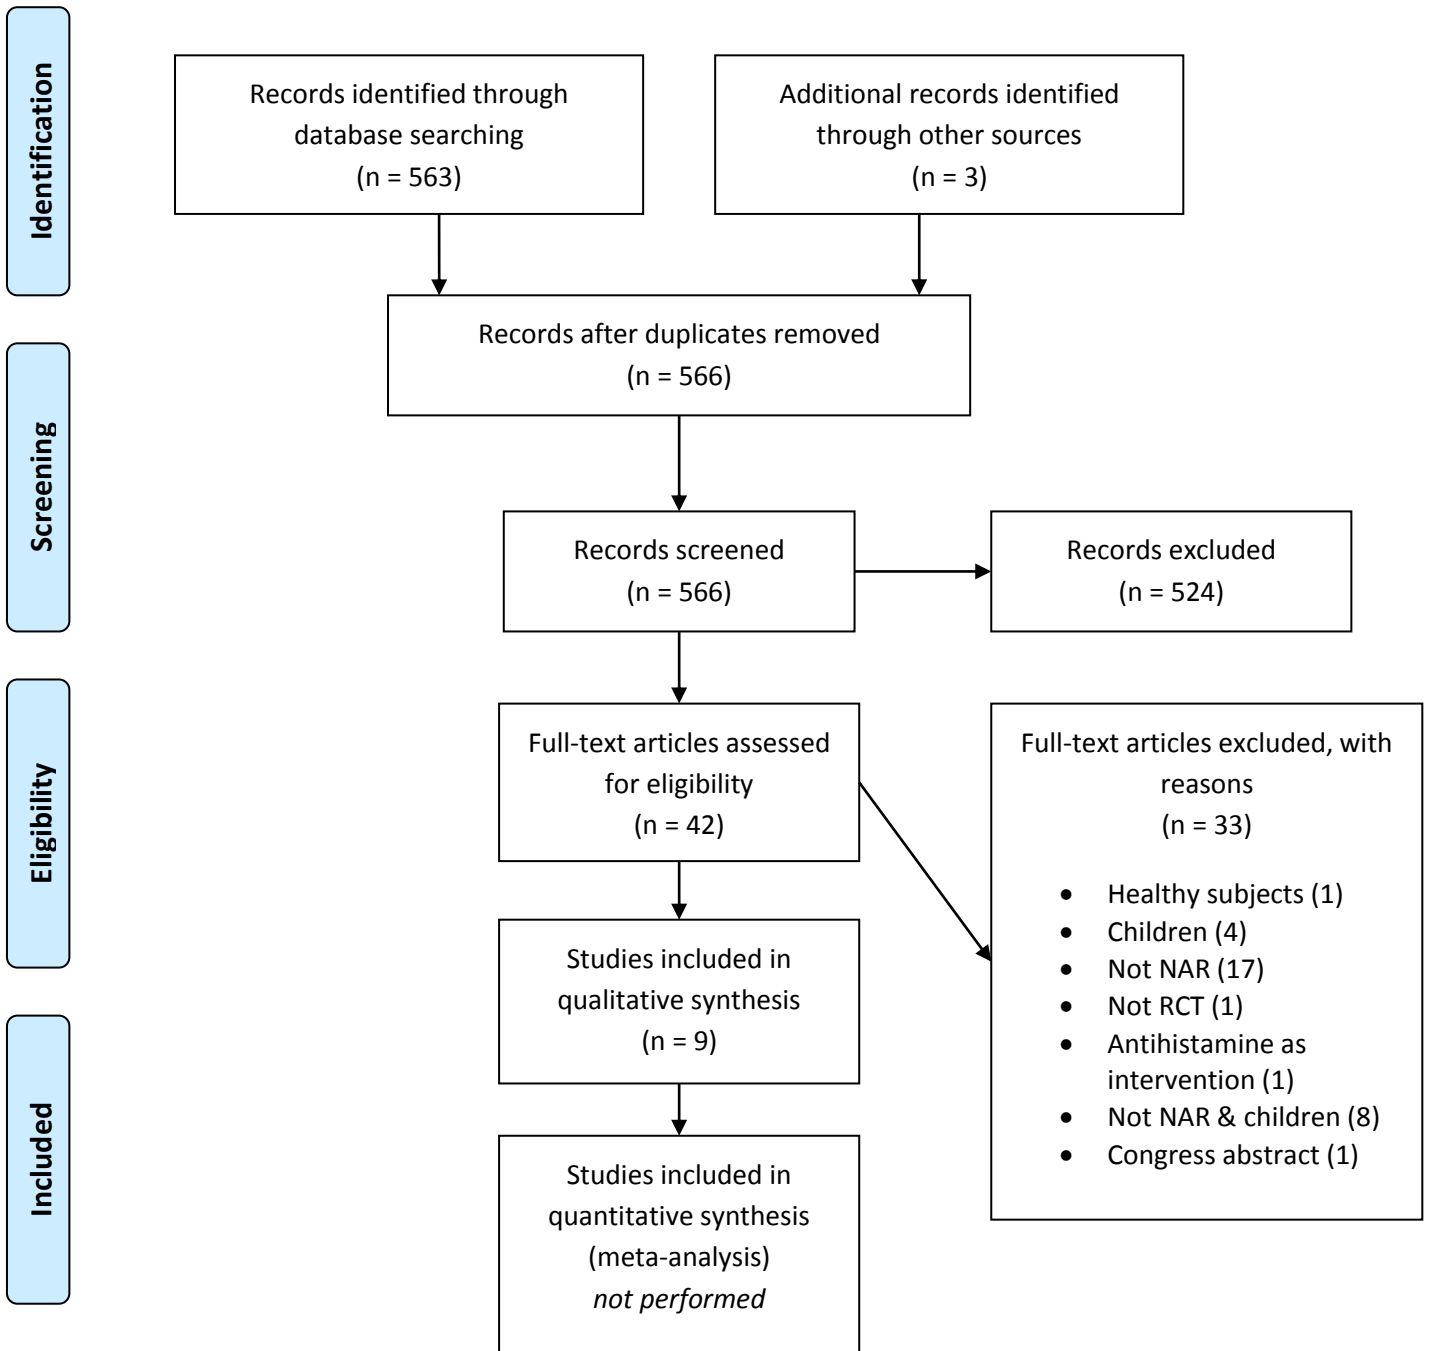 Identification
Records identified through
database searching
(n = 563)
Additional records identified
through other sources
(n = 3)
Records after duplicates removed
(n = 566)
Screening
Records screened
(n = 566)
Records excluded
(n = 524)
Eligibility
Full-text articles assessed
for eligibility
(n = 42)
Full-text articles excluded, with
reasons
(n = 33)
• Healthy subjects (1)
• Children (4)
• Not NAR (17)
• Not RCT (1)
• Antihistamine as
intervention (1)
• Not NAR & children (8)
• Congress abstract (1)
Studies included in
qualitative synthesis
(n = 9)
Included
Studies included in
quantitative synthesis
(meta-analysis)
not performed